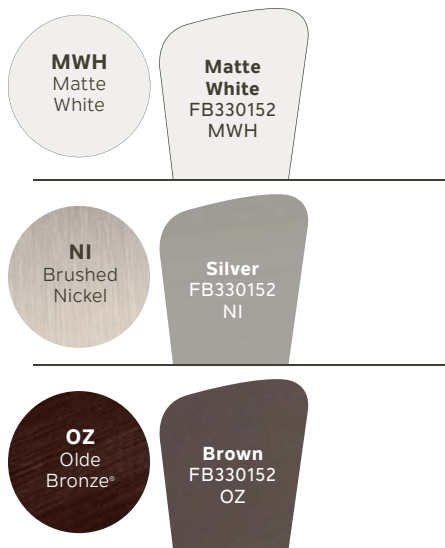 MWH
Matte
White
Matte
White
FB330152
MWH
NI
Brushed
Nickel
Silver
FB330152
NI
OZ
Olde
Bronze®
Brown
FB330152
OZ